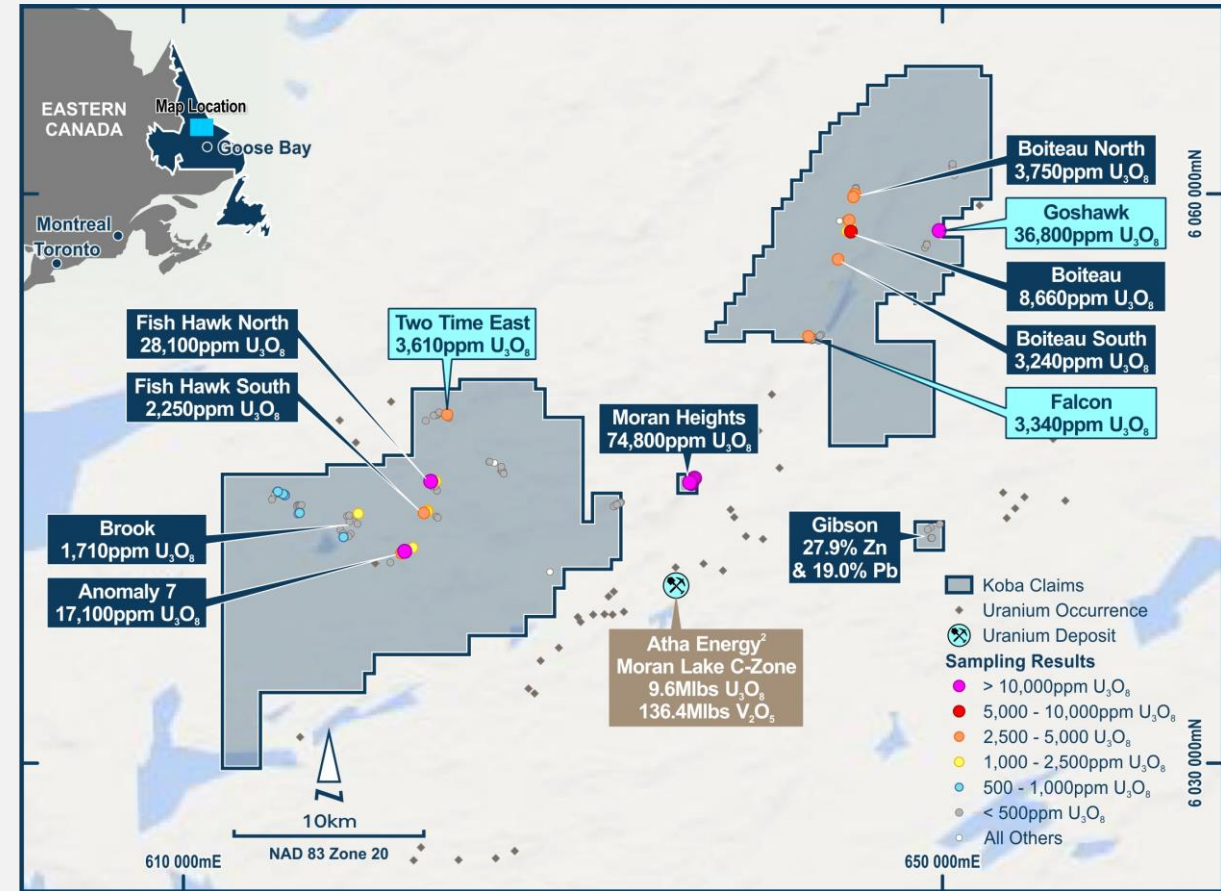 EASTERN
CANADA
Map Location
Goose Bay
Montreal
Toronto
Boiteau North
3,750ppm U₃O₈
Goshawk
36,800ppm U₃O₈
Boiteau
8,660ppm U₃O₈
Boiteau South
3,240ppm U₃O₈
Falcon
3,340ppm U₃O₈
6 060 000mN
Fish Hawk North
28,100ppm U₃O₈
Two Time East
3,610ppm U₃O₈
Fish Hawk South
2,250ppm U₃O₈
Moran Heights
74,800ppm U₃O₈
Brook
1,710ppm U₃O₈
Anomaly 7
17,100ppm U₃O₈
Gibson
27.9% Zn
& 19.0% Pb
Atha Energy²
Moran Lake C-Zone
9.6Mlbs U₃O₈
136.4Mlbs V₂O₅
Koba Claims
Uranium Occurrence
Uranium Deposit
Sampling Results
> 10,000ppm U₃O₈
5,000 - 10,000ppm U₃O₈
2,500 - 5,000 U₃O₈
1,000 - 2,500ppm U₃O₈
500 - 1,000ppm U₃O₈
< 500ppm U₃O₈
All Others
6 030 000mN
Z
10km
NAD 83 Zone 20
610 000mE
650 000mE